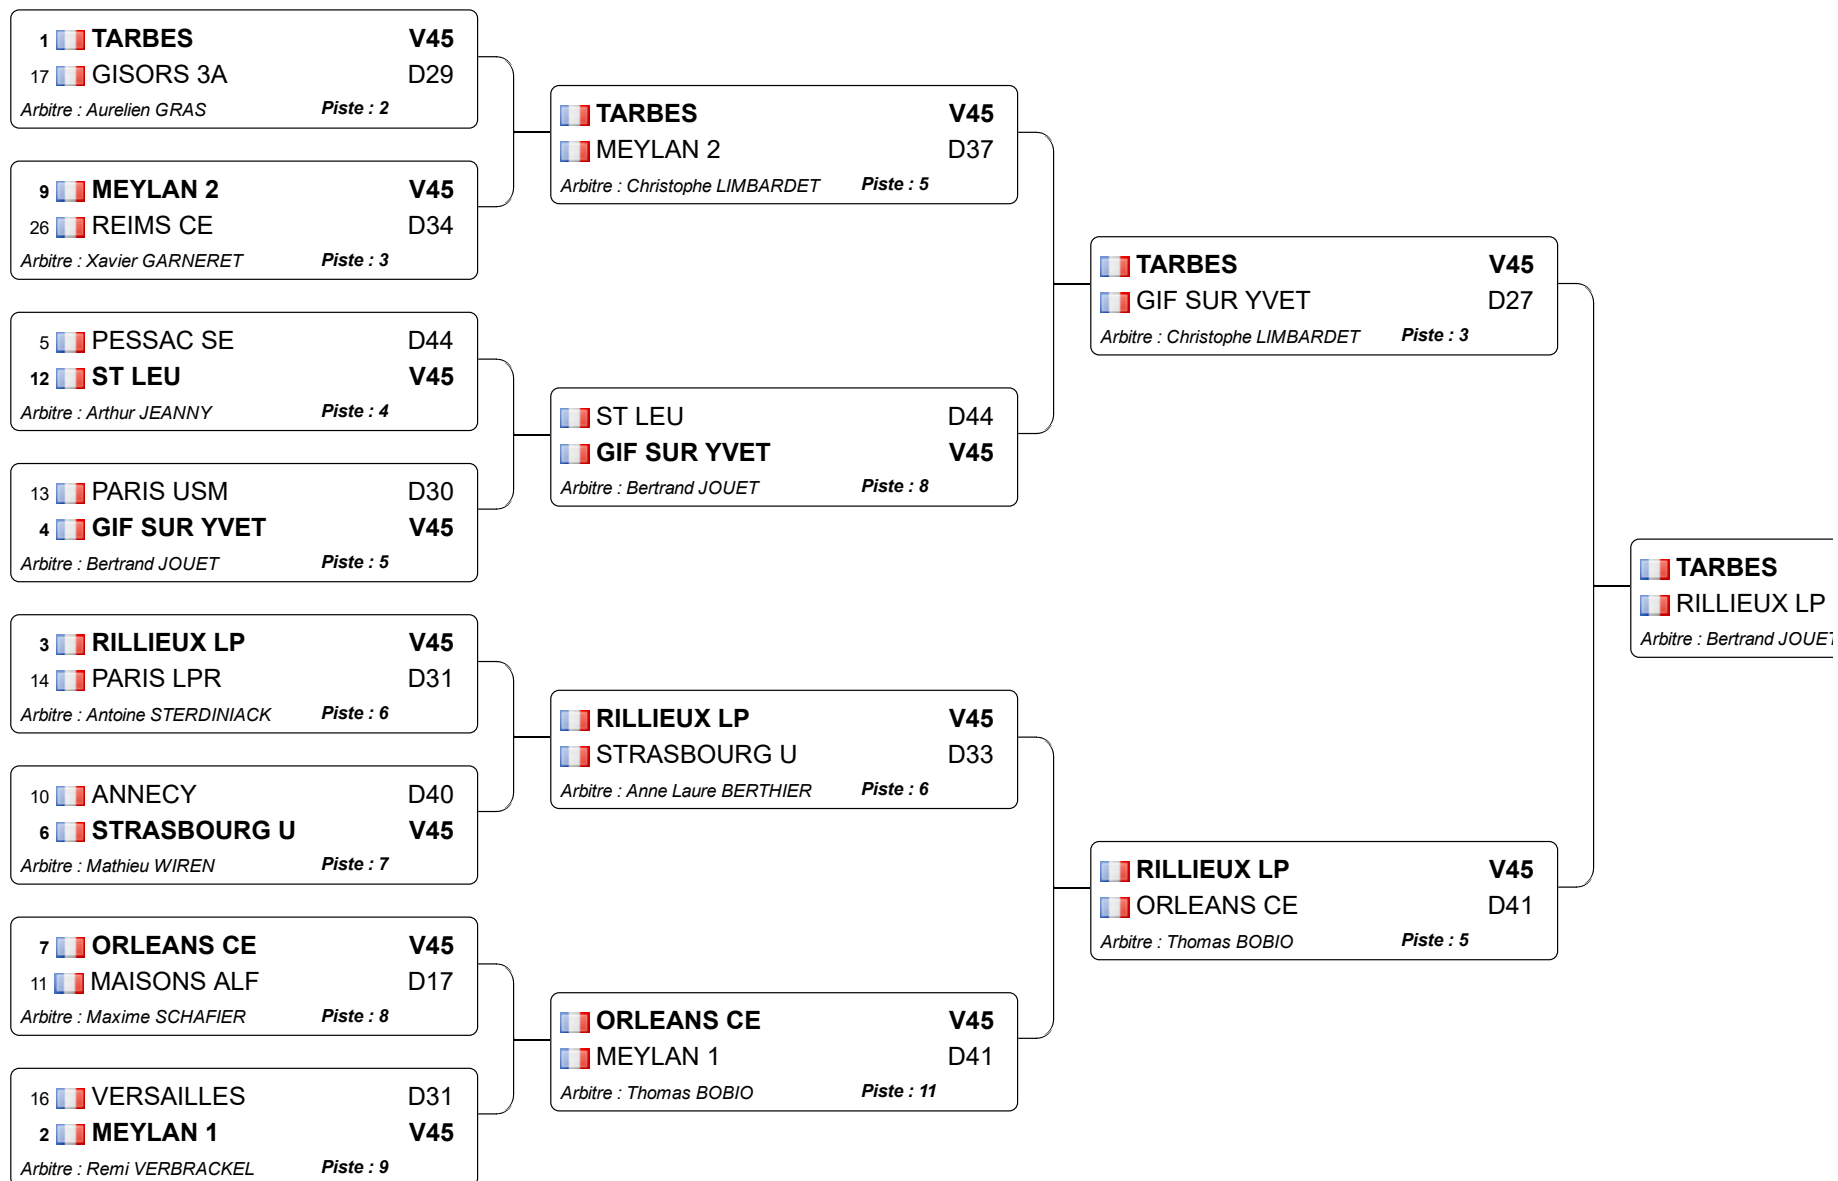 1 TARBES V45
17 GISORS 3A D29
Arbitre : Aurelien GRAS Piste : 2
9 MEYLAN 2 V45
26 REIMS CE D34
Arbitre : Xavier GARNERET Piste : 3
5 PESSAC SE D44
12 ST LEU V45
Arbitre : Arthur JEANNY Piste : 4
13 PARIS USM D30
4 GIF SUR YVET V45
Arbitre : Bertrand JOUET Piste : 5
3 RILLIEUX LP V45
14 PARIS LPR D31
Arbitre : Antoine STERDINIACK Piste : 6
10 ANNECY D40
6 STRASBOURG U V45
Arbitre : Mathieu WIREN Piste : 7
7 ORLEANS CE V45
11 MAISONS ALF D17
Arbitre : Maxime SCHAFIER Piste : 8
16 VERSAILLES D31
2 MEYLAN 1 V45
Arbitre : Remi VERBRACKEL Piste : 9
TARBES V45
MEYLAN 2 D37
Arbitre : Christophe LIMBARDET Piste : 5
ST LEU D44
GIF SUR YVET V45
Arbitre : Bertrand JOUET Piste : 8
RILLIEUX LP V45
STRASBOURG U D33
Arbitre : Anne Laure BERTHIER Piste : 6
ORLEANS CE V45
MEYLAN 1 D41
Arbitre : Thomas BOBIO Piste : 11
TARBES V45
GIF SUR YVET D27
Arbitre : Christophe LIMBARDET Piste : 3
RILLIEUX LP V45
ORLEANS CE D41
Arbitre : Thomas BOBIO Piste : 5
TARBES
RILLIEUX LP
Arbitre : Bertrand JOUET